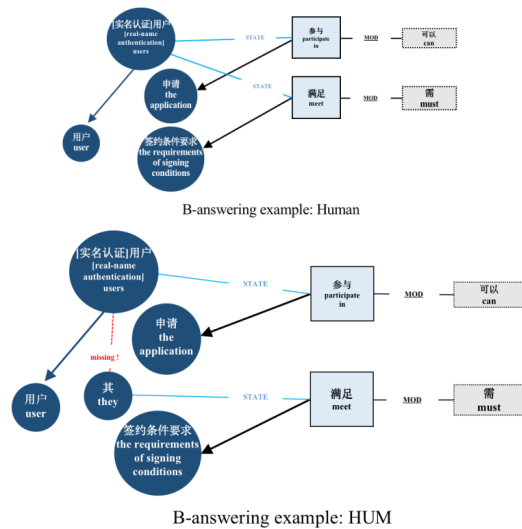 [实名认证]用户
[real-name
authentication]
users
STATE
参与
participate
in
MOD
可以
can
申请
the
application
STATE
满足
meet
MOD
需
must
用户
user
签约条件要求
the requirements
of signing
conditions
B-answering example: Human
[实名认证]用户
[real-name
authentication]
users
STATE
参与
participate
in
MOD
可以
can
申请
the
application
missing !
用户
user
其
they
STATE
满足
meet
MOD
需
must
签约条件要求
the requirements
of signing
conditions
B-answering example: HUM